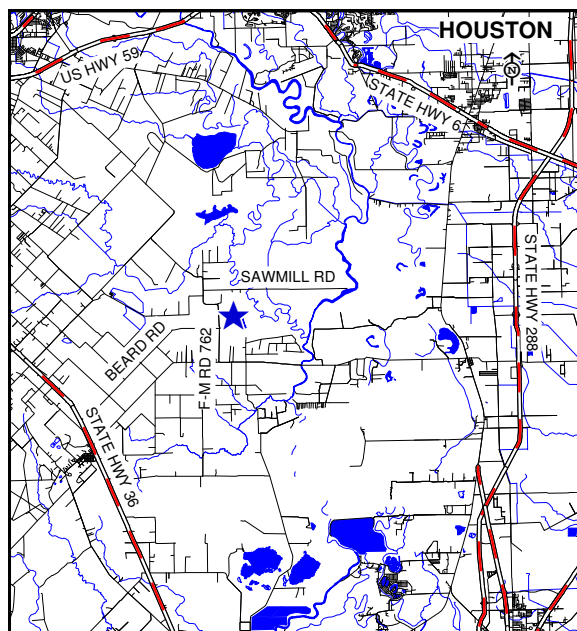 HOUSTON
N
US HWY 59
STATE HWY 6
SAWMILL RD
STATE HWY 288
BEARD RD
F-M RD 762
STATE HWY 36